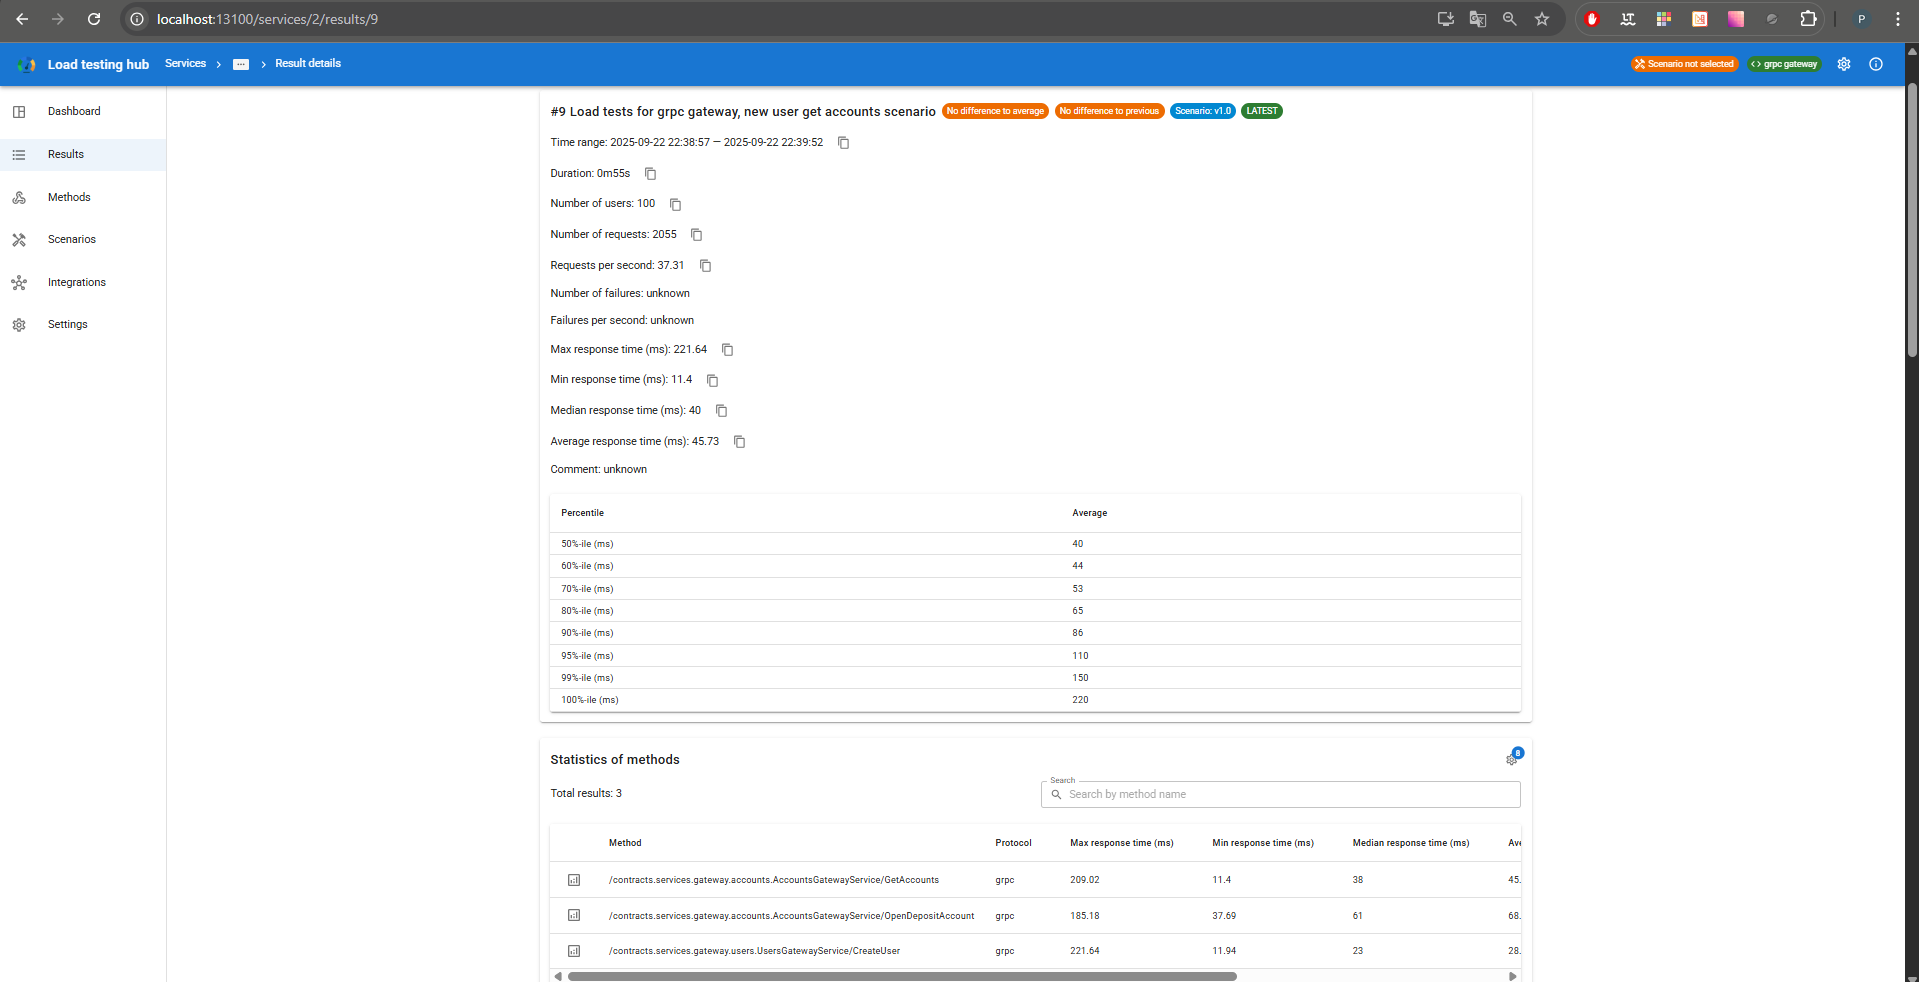 localhost:13100/services/2/results/9
P
Load testing hub Services > ... > Result details Scenario not selected <> grpc gateway
Dashboard
Results
Methods
Scenarios
Integrations
Settings
#9 Load tests for grpc gateway, new user get accounts scenario No difference to average No difference to previous Scenario: v1.0 LATEST
Time range: 2025-09-22 22:38:57 — 2025-09-22 22:39:52
Duration: 0m55s
Number of users: 100
Number of requests: 2055
Requests per second: 37.31
Number of failures: unknown
Failures per second: unknown
Max response time (ms): 221.64
Min response time (ms): 11.4
Median response time (ms): 40
Average response time (ms): 45.73
Comment: unknown
Percentile Average
50%-ile (ms) 40
60%-ile (ms) 44
70%-ile (ms) 53
80%-ile (ms) 65
90%-ile (ms) 86
95%-ile (ms) 110
99%-ile (ms) 150
100%-ile (ms) 220
Statistics of methods 8
Total results: 3
Search
Search by method name
Method Protocol Max response time (ms) Min response time (ms) Median response time (ms) Ave
/contracts.services.gateway.accounts.AccountsGatewayService/GetAccounts grpc 209.02 11.4 38 45.
/contracts.services.gateway.accounts.AccountsGatewayService/OpenDepositAccount grpc 185.18 37.69 61 68.
/contracts.services.gateway.users.UsersGatewayService/CreateUser grpc 221.64 11.94 23 28.